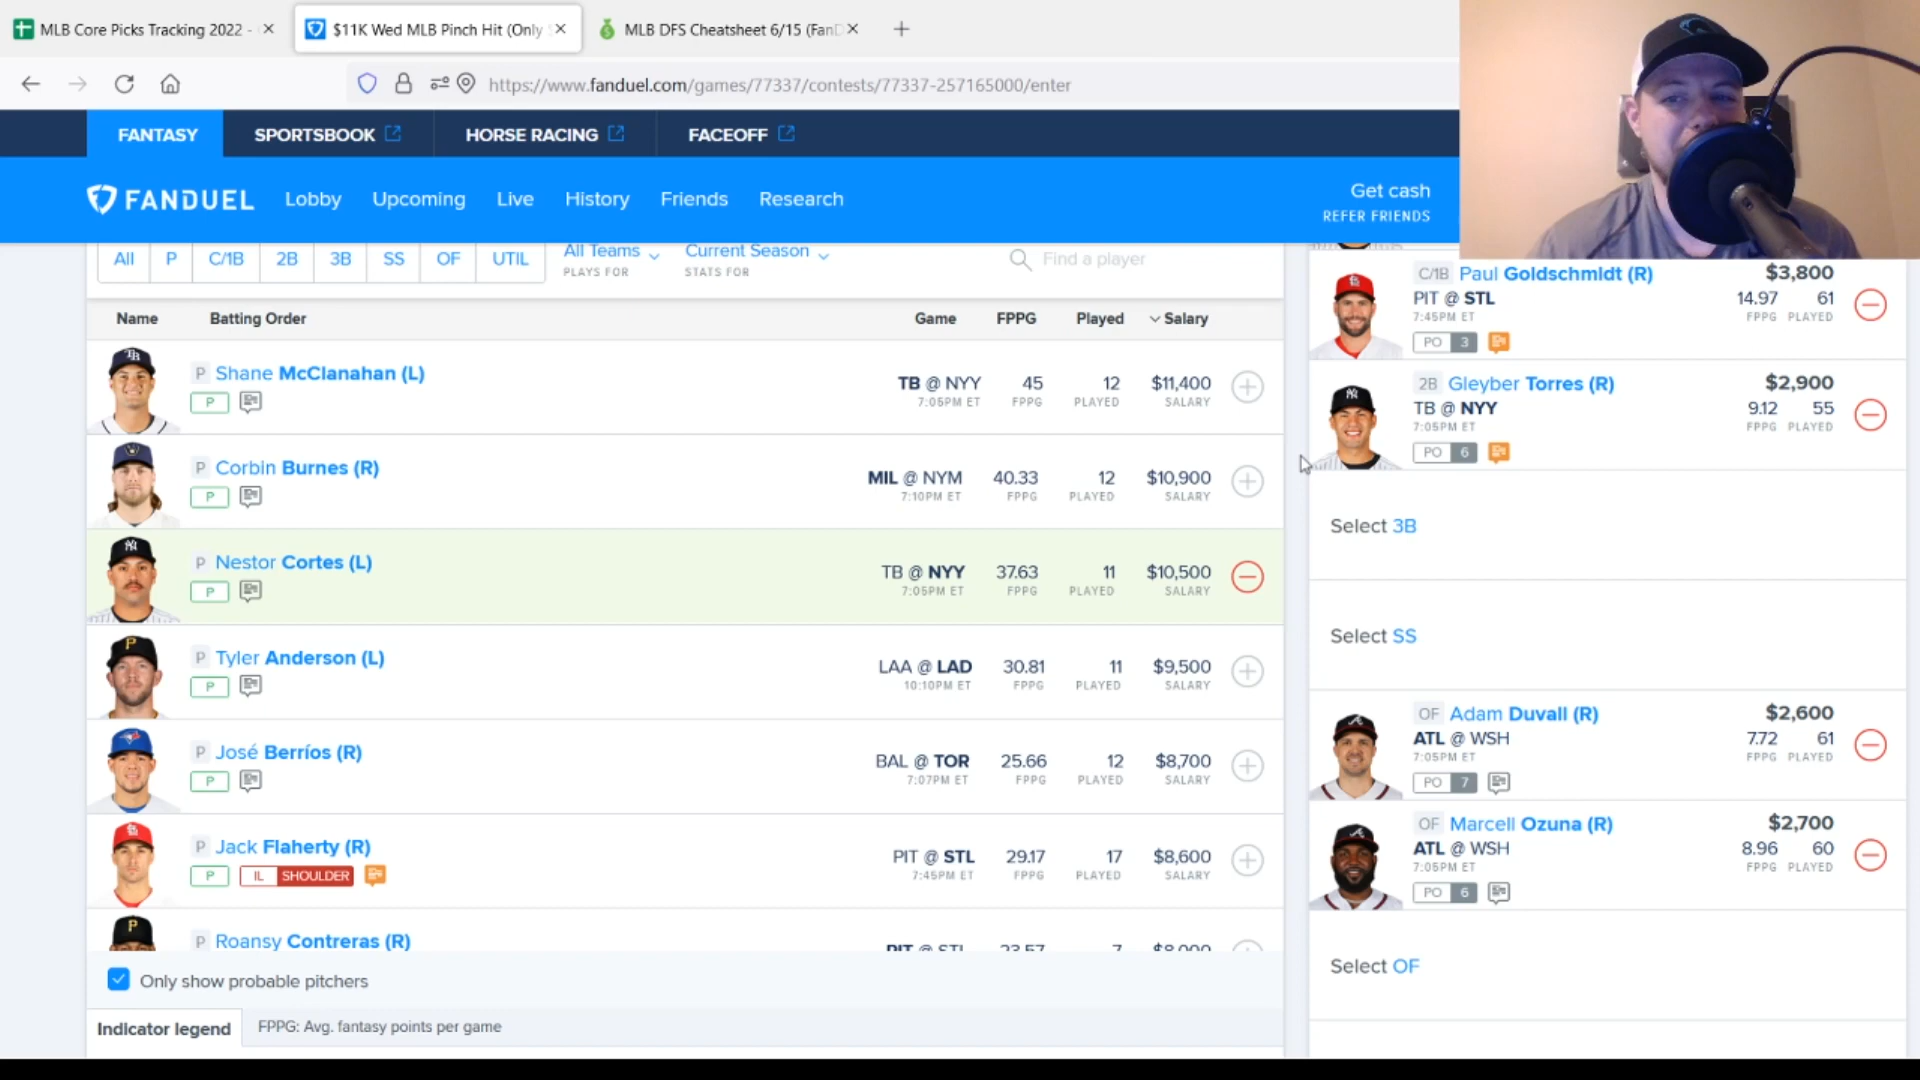 MLB Core Picks Tracking 2022 -
$11K Wed MLB Pinch Hit (Only
MLB DFS Cheatsheet 6/15 (FanD
https://www.fanduel.com/games/77337/contests/77337-257165000/enter
FANTASY SPORTSBOOK HORSE RACING FACEOFF
FANDUEL Lobby Upcoming Live History Friends Research
Get cash
REFER FRIENDS
All P C/1B 2B 3B SS OF UTIL
All Teams
PLAYS FOR
Current Season
STATS FOR
Find a player
Name Batting Order Game FPPG Played Salary
P Shane McClanahan (L)
P
TB @ NYY 45 12 $11,400
7:05PM ET FPPG PLAYED SALARY
P Corbin Burnes (R)
P
MIL @ NYM 40.33 12 $10,900
7:10PM ET FPPG PLAYED SALARY
P Nestor Cortes (L)
P
TB @ NYY 37.63 11 $10,500
7:05PM ET FPPG PLAYED SALARY
P Tyler Anderson (L)
P
LAA @ LAD 30.81 11 $9,500
10:10PM ET FPPG PLAYED SALARY
P José Berríos (R)
P
BAL @ TOR 25.66 12 $8,700
7:07PM ET FPPG PLAYED SALARY
P Jack Flaherty (R)
P IL SHOULDER
PIT @ STL 29.17 17 $8,600
7:45PM ET FPPG PLAYED SALARY
P Roansy Contreras (R)
PIT @ STL 23.57 7 $8,000
Only show probable pitchers
Indicator legend FPPG: Avg. fantasy points per game
C/1B Paul Goldschmidt (R) $3,800
PIT @ STL 14.97 61
7:45PM ET FPPG PLAYED
PO 3
2B Gleyber Torres (R) $2,900
TB @ NYY 9.12 55
7:05PM ET FPPG PLAYED
PO 6
Select 3B
Select SS
OF Adam Duvall (R) $2,600
ATL @ WSH 7.72 61
7:05PM ET FPPG PLAYED
PO 7
OF Marcell Ozuna (R) $2,700
ATL @ WSH 8.96 60
7:05PM ET FPPG PLAYED
PO 6
Select OF